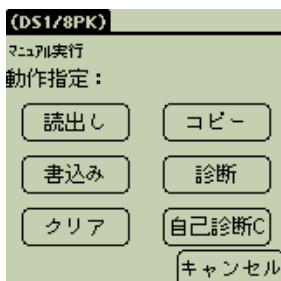 (DS1/8PK)
マニュアル実行
動作指定：
読出し コピー
書込み 診断
クリア 自己診断C
キャンセル